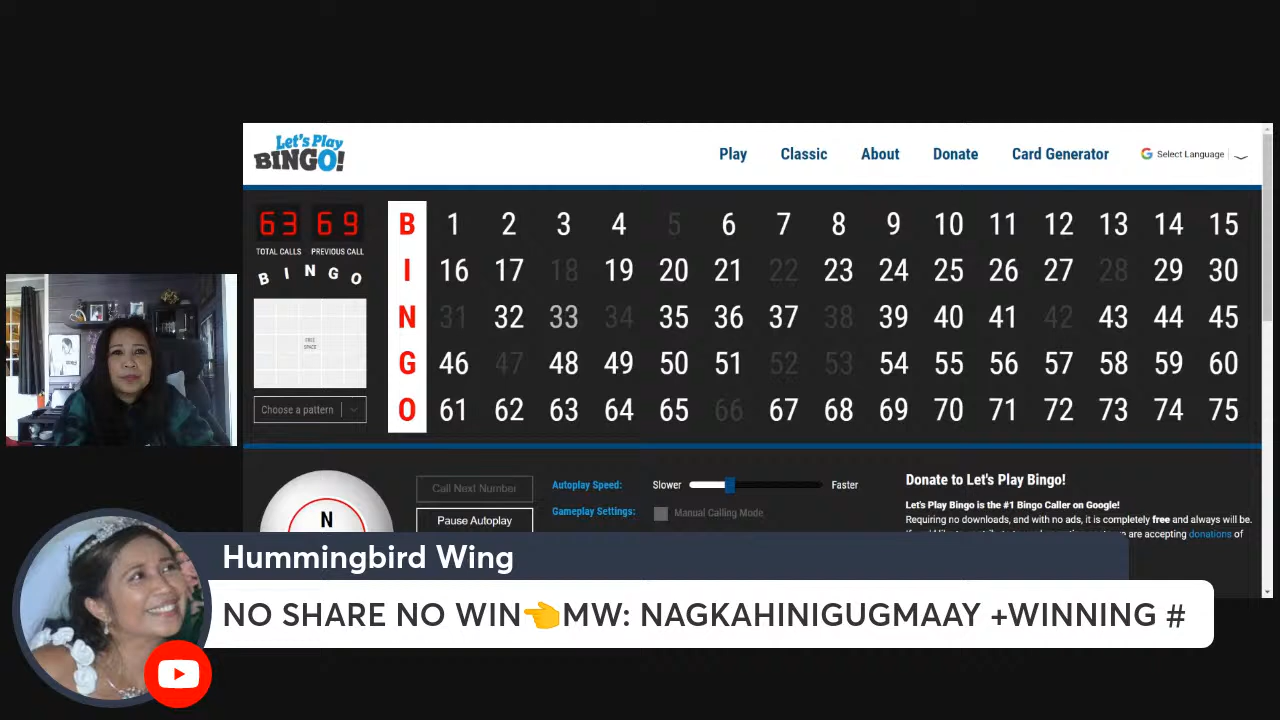 Let's Play
BINGO!
Play Classic About Donate Card Generator Select Language
63 69
TOTAL CALLS PREVIOUS CALL
B I N G O
FREE
SPACE
Choose a pattern
B 1 2 3 4 5 6 7 8 9 10 11 12 13 14 15
I 16 17 18 19 20 21 22 23 24 25 26 27 28 29 30
N 31 32 33 34 35 36 37 38 39 40 41 42 43 44 45
G 46 47 48 49 50 51 52 53 54 55 56 57 58 59 60
O 61 62 63 64 65 66 67 68 69 70 71 72 73 74 75
N
Call Next Number
Pause Autoplay
Autoplay Speed: Slower Faster
Gameplay Settings: Manual Calling Mode
Donate to Let's Play Bingo!
Let's Play Bingo is the #1 Bingo Caller on Google!
Requiring no downloads, and with no ads, it is completely free and always will be.
are accepting donations of
Hummingbird Wing
NO SHARE NO WIN👈MW: NAGKAHINIGUGMAAY +WINNING #